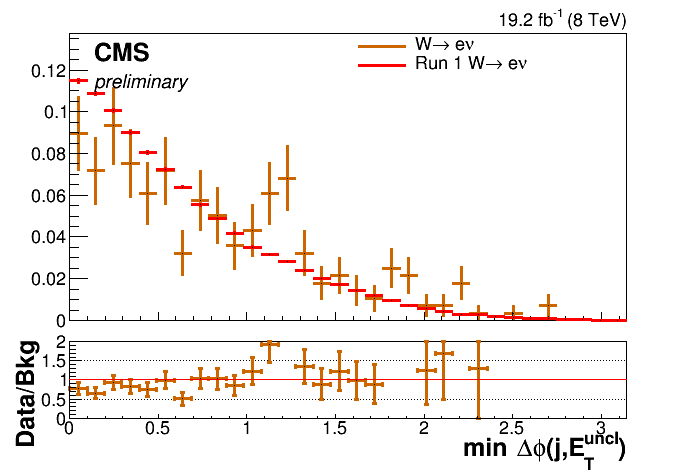 19.2 fb⁻¹ (8 TeV)
CMS
preliminary
W→ eν
Run 1 W→ eν
0.12
0.1
0.08
0.06
0.04
0.02
0
Data/Bkg
2
1.5
1
0.5
0
0 0.5 1 1.5 2 2.5 3
min Δϕ(j,E_T^uncl)